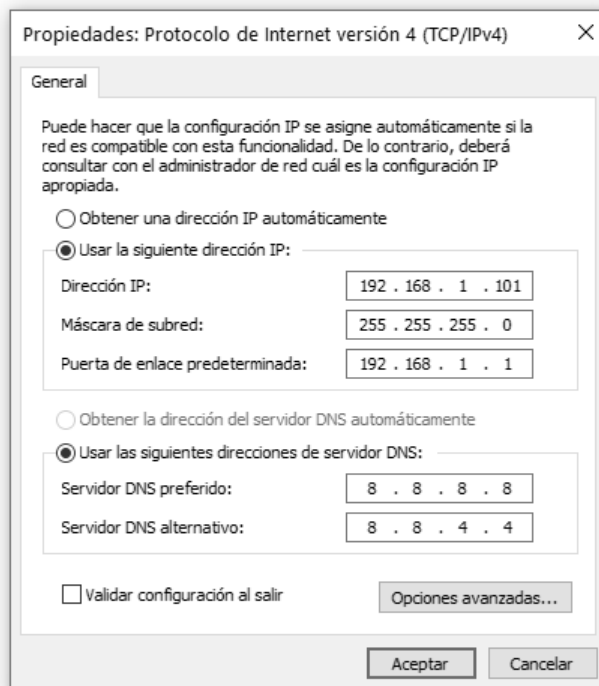 Propiedades: Protocolo de Internet versión 4 (TCP/IPv4)
General
Puede hacer que la configuración IP se asigne automáticamente si la
red es compatible con esta funcionalidad. De lo contrario, deberá
consultar con el administrador de red cuál es la configuración IP
apropiada.
Obtener una dirección IP automáticamente
Usar la siguiente dirección IP:
Dirección IP: 192 . 168 . 1 . 101
Máscara de subred: 255 . 255 . 255 . 0
Puerta de enlace predeterminada: 192 . 168 . 1 . 1
Obtener la dirección del servidor DNS automáticamente
Usar las siguientes direcciones de servidor DNS:
Servidor DNS preferido: 8 . 8 . 8 . 8
Servidor DNS alternativo: 8 . 8 . 4 . 4
Validar configuración al salir
Opciones avanzadas...
Aceptar Cancelar